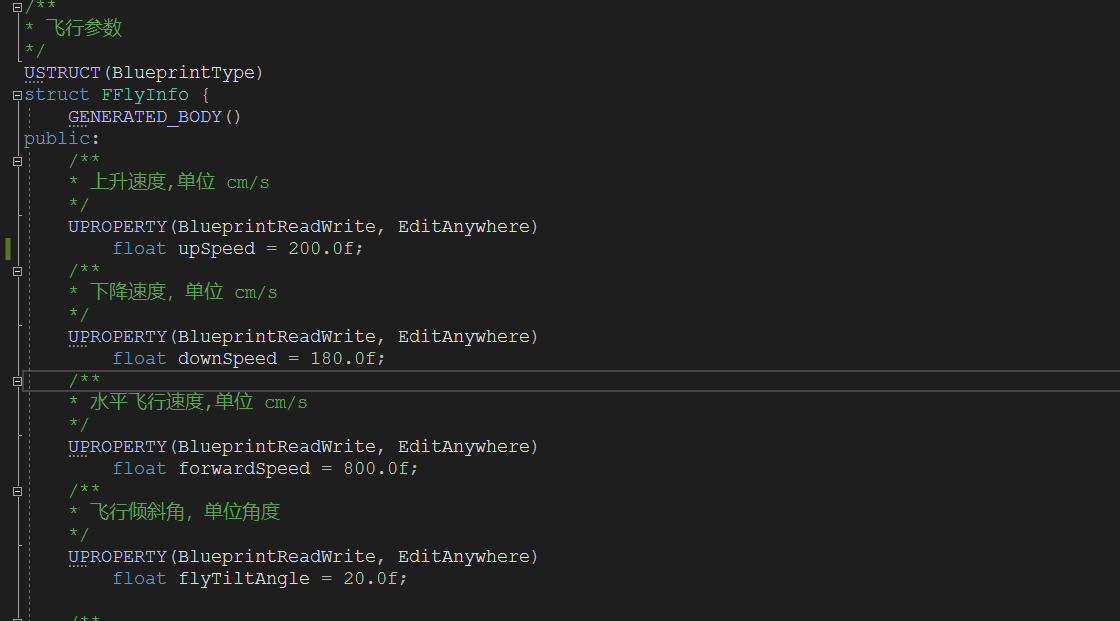 /**
* 飞行参数
*/
USTRUCT(BlueprintType)
struct FFlyInfo {
GENERATED_BODY()
public:
/**
* 上升速度,单位 cm/s
*/
UPROPERTY(BlueprintReadWrite, EditAnywhere)
float upSpeed = 200.0f;
/**
* 下降速度, 单位 cm/s
*/
UPROPERTY(BlueprintReadWrite, EditAnywhere)
float downSpeed = 180.0f;
/**
* 水平飞行速度,单位 cm/s
*/
UPROPERTY(BlueprintReadWrite, EditAnywhere)
float forwardSpeed = 800.0f;
/**
* 飞行倾斜角, 单位角度
*/
UPROPERTY(BlueprintReadWrite, EditAnywhere)
float flyTiltAngle = 20.0f;
/**